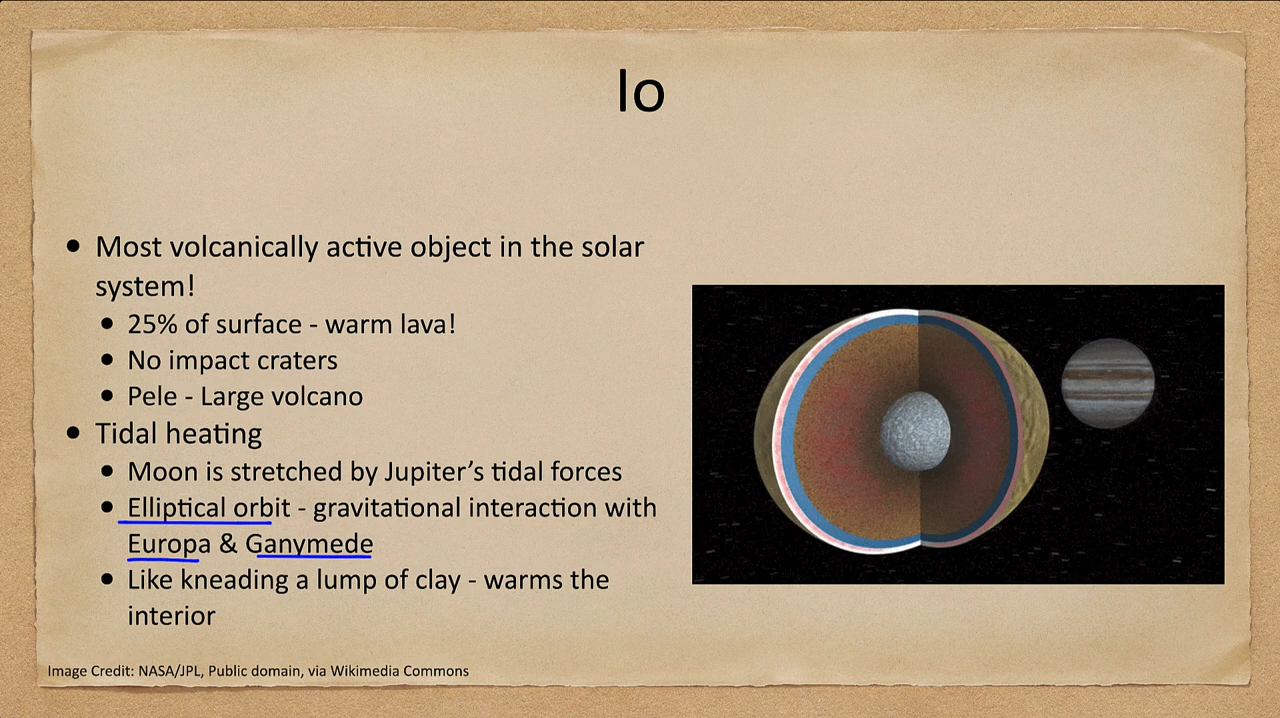 Io
• Most volcanically active object in the solar
system!
• 25% of surface - warm lava!
• No impact craters
• Pele - Large volcano
• Tidal heating
• Moon is stretched by Jupiter’s tidal forces
• Elliptical orbit - gravitational interaction with
Europa & Ganymede
• Like kneading a lump of clay - warms the
interior
Image Credit: NASA/JPL, Public domain, via Wikimedia Commons